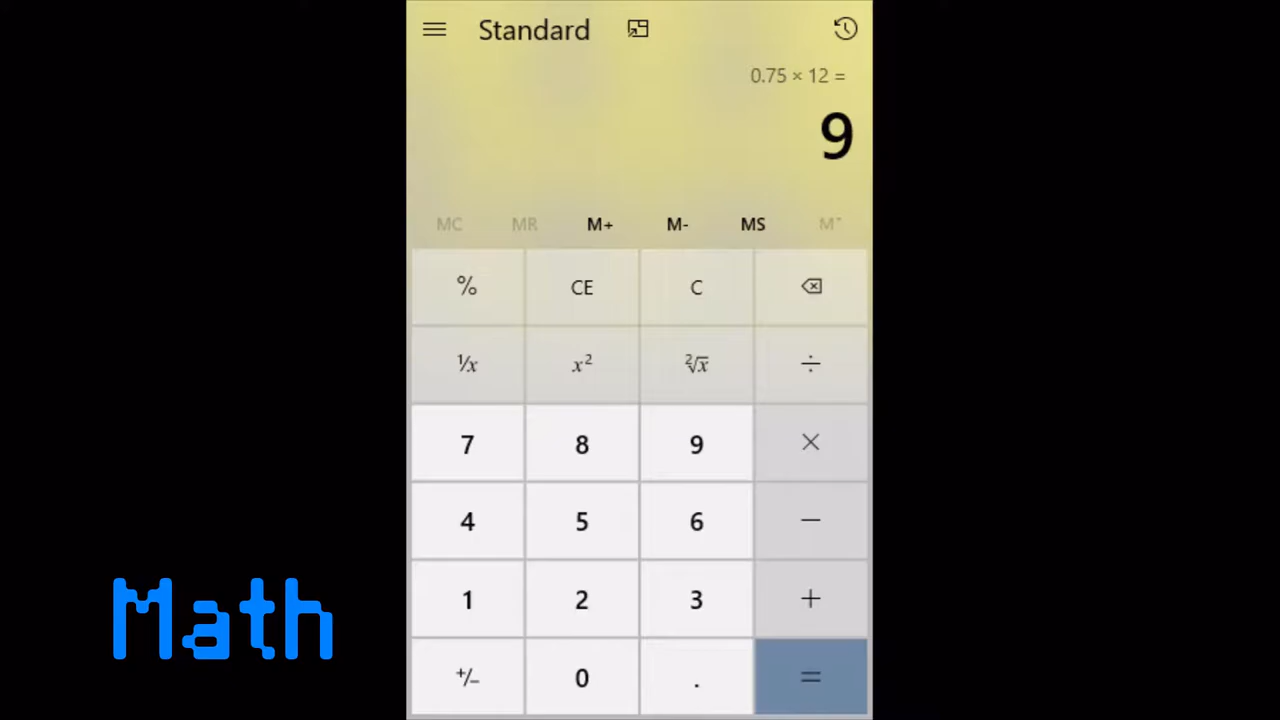 Standard
0.75 × 12 =
9
MC MR M+ M- MS M˅
% CE C
⅟x x² ²√x ÷
7 8 9 ×
4 5 6 −
1 2 3 +
+/− 0 . =
Math